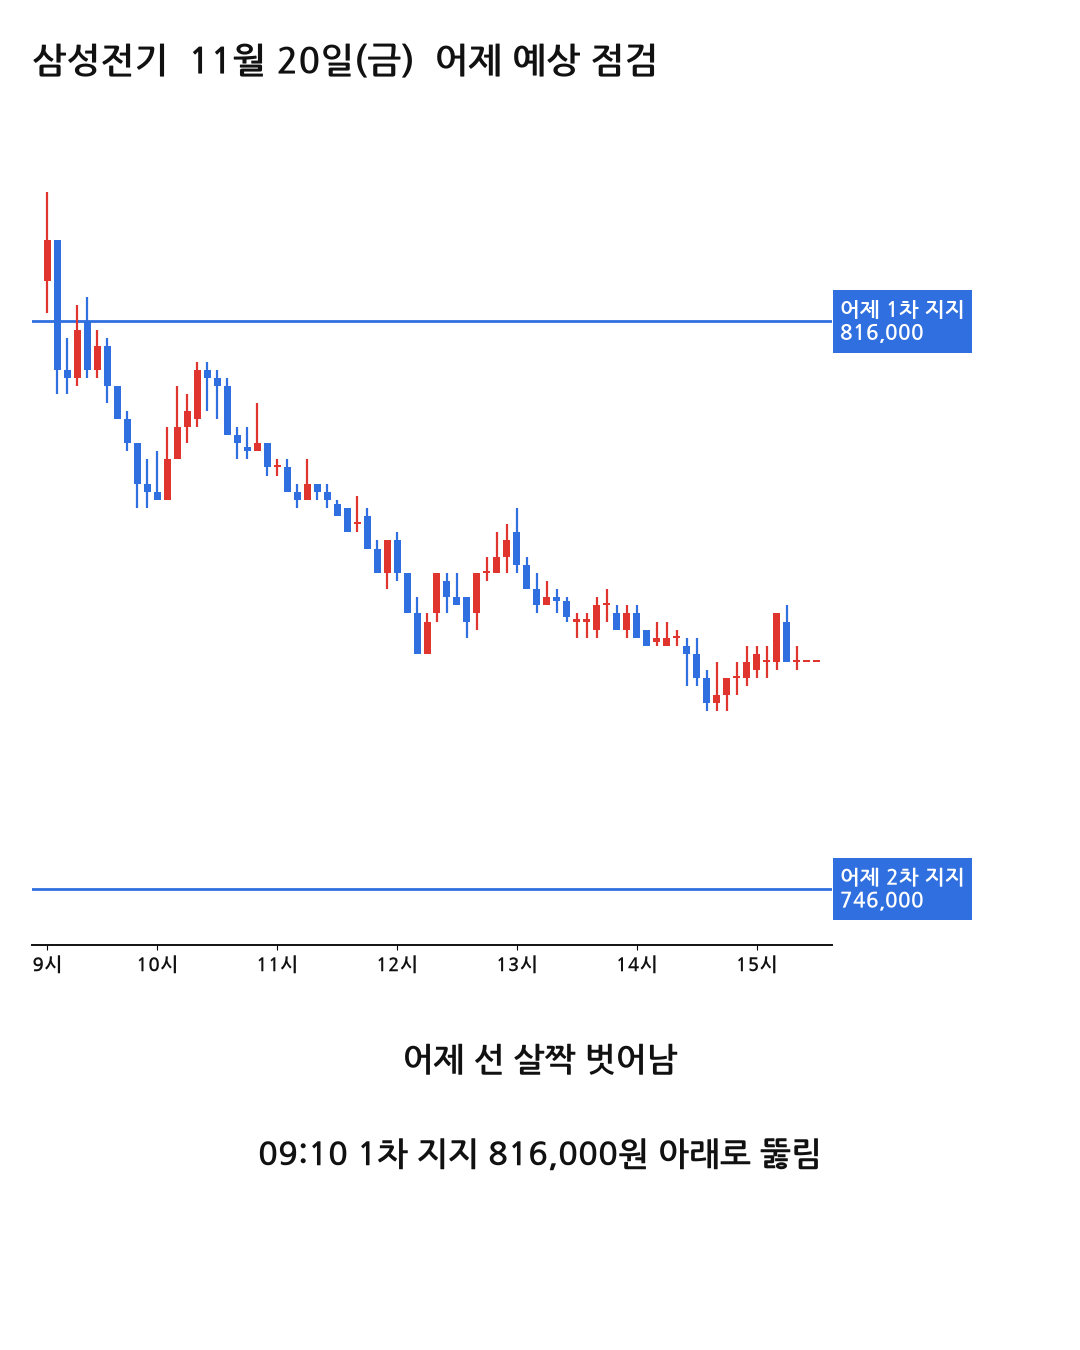 삼성전기 11월 20일(금) 어제 예상 점검
어제 1차 지지
816,000
어제 2차 지지
746,000
9시 10시 11시 12시 13시 14시 15시
어제 선 살짝 벗어남
09:10 1차 지지 816,000원 아래로 뚫림